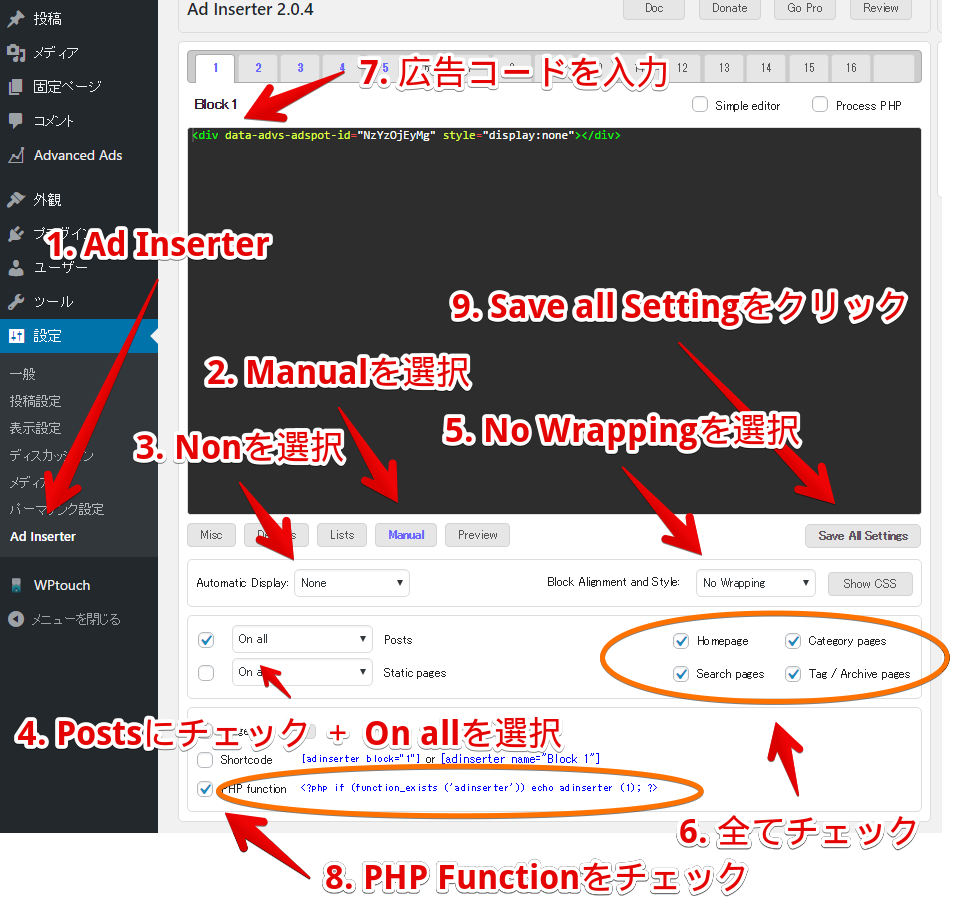 投稿
メディア
固定ページ
コメント
Advanced Ads
外観
プラグイン
1. Ad Inserter
ユーザー
ツール
設定
一般
投稿設定
表示設定
ディスカッション
メディア
パーマリンク設定
Ad Inserter
WPtouch
メニューを閉じる
Ad Inserter 2.0.4
Doc Donate Go Pro Review
1 2 3 4 5 12 13 14 15 16
7. 広告コードを入力
Block 1 Simple editor Process PHP
<div data-advs-adspot-id="NzYzOjEyMg" style="display:none"></div>
9. Save all Settingをクリック
2. Manualを選択
5. No Wrappingを選択
3. Nonを選択
Misc Lists Manual Preview Save All Settings
Automatic Display: None Block Alignment and Style: No Wrapping Show CSS
On all Posts Homepage Category pages
On all Static pages Search pages Tag / Archive pages
4. Postsにチェック + On allを選択
Shortcode [adinserter block="1"] or [adinserter name="Block 1"]
PHP function <?php if (function_exists ('adinserter')) echo adinserter (1); ?>
6. 全てチェック
8. PHP Functionをチェック